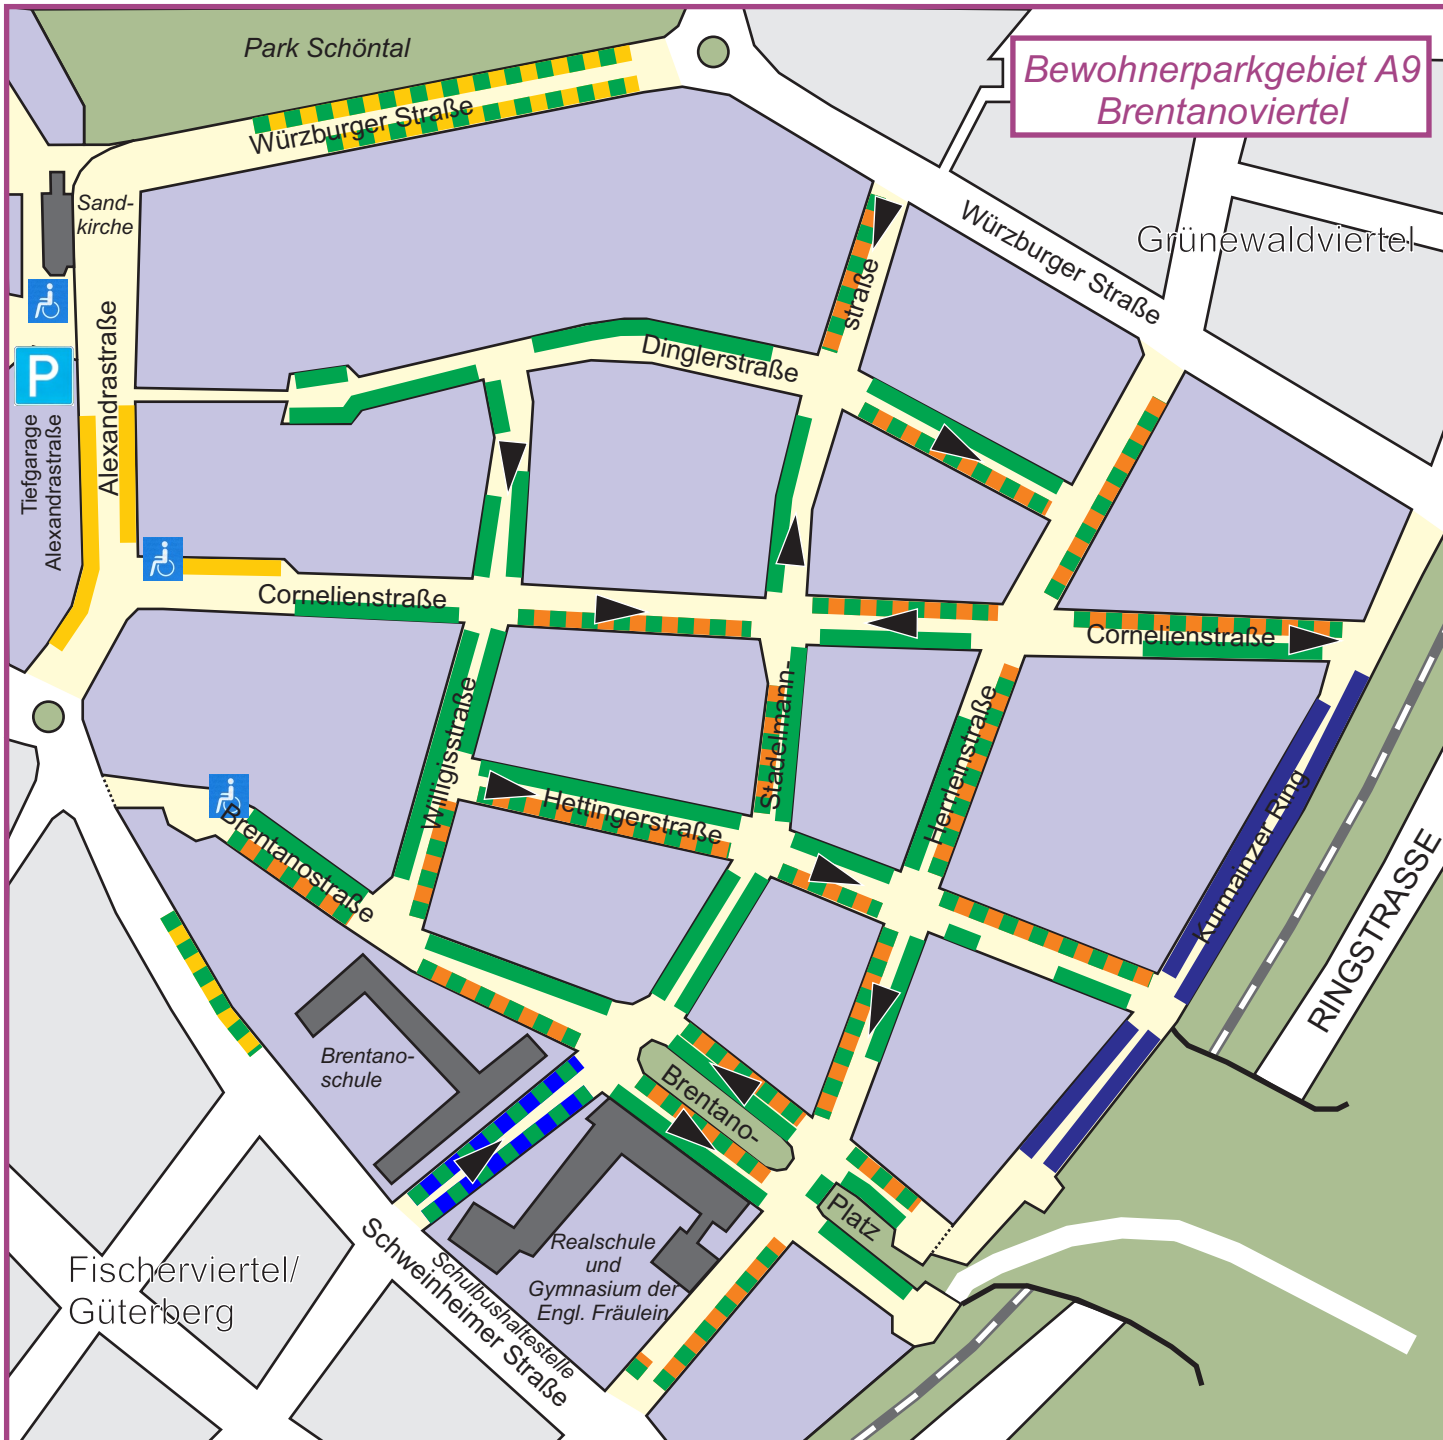 Park Schöntal
Bewohnerparkgebiet A9
Brentanoviertel
Würzburger Straße
Sand-
kirche
Würzburger Straße
Grünewaldviertel
straße
Dinglerstraße
P
Alexandrastraße
Tiefgarage
Alexandrastraße
Cornelienstraße
Cornelienstraße
Willigisstraße
Stadelmann-
Herrleinstraße
Hettingerstraße
Kurmainzer Ring
RINGSTRASSE
Brentanostraße
Brentano-
schule
Brentano-
Platz
Realschule
und
Gymnasium der
Engl. Fräulein
Schulbushaltestelle
Schweinheimer Straße
Fischerviertel/
Güterberg